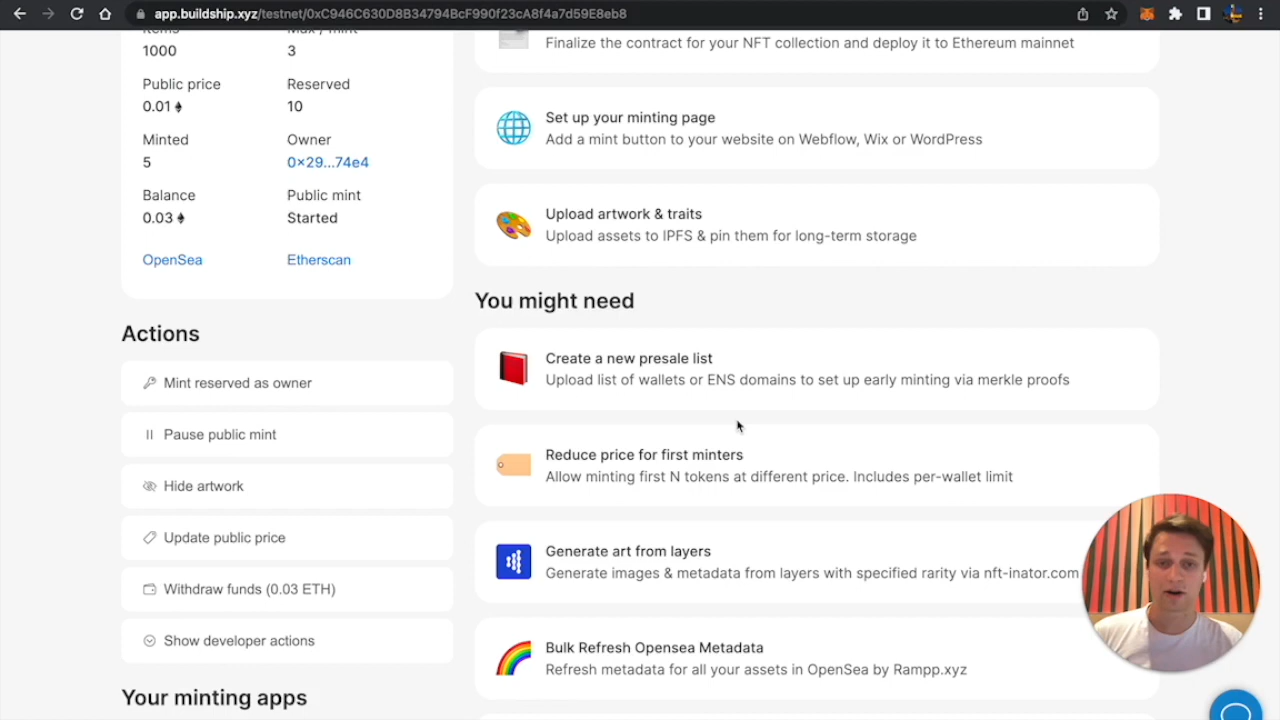 app.buildship.xyz/testnet/0xC946C630D8B34794BcF990f23cA8f4a7d59E8eb8
Items
Max / mint
1000
3
Public price
Reserved
0.01
10
Minted
Owner
5
0×29...74e4
Balance
Public mint
0.03
Started
OpenSea
Etherscan
Actions
Mint reserved as owner
Pause public mint
Hide artwork
Update public price
Withdraw funds (0.03 ETH)
Show developer actions
Your minting apps
Finalize the contract for your NFT collection and deploy it to Ethereum mainnet
Set up your minting page
Add a mint button to your website on Webflow, Wix or WordPress
Upload artwork & traits
Upload assets to IPFS & pin them for long-term storage
You might need
Create a new presale list
Upload list of wallets or ENS domains to set up early minting via merkle proofs
Reduce price for first minters
Allow minting first N tokens at different price. Includes per-wallet limit
Generate art from layers
Generate images & metadata from layers with specified rarity via nft-inator.com
Bulk Refresh Opensea Metadata
Refresh metadata for all your assets in OpenSea by Rampp.xyz